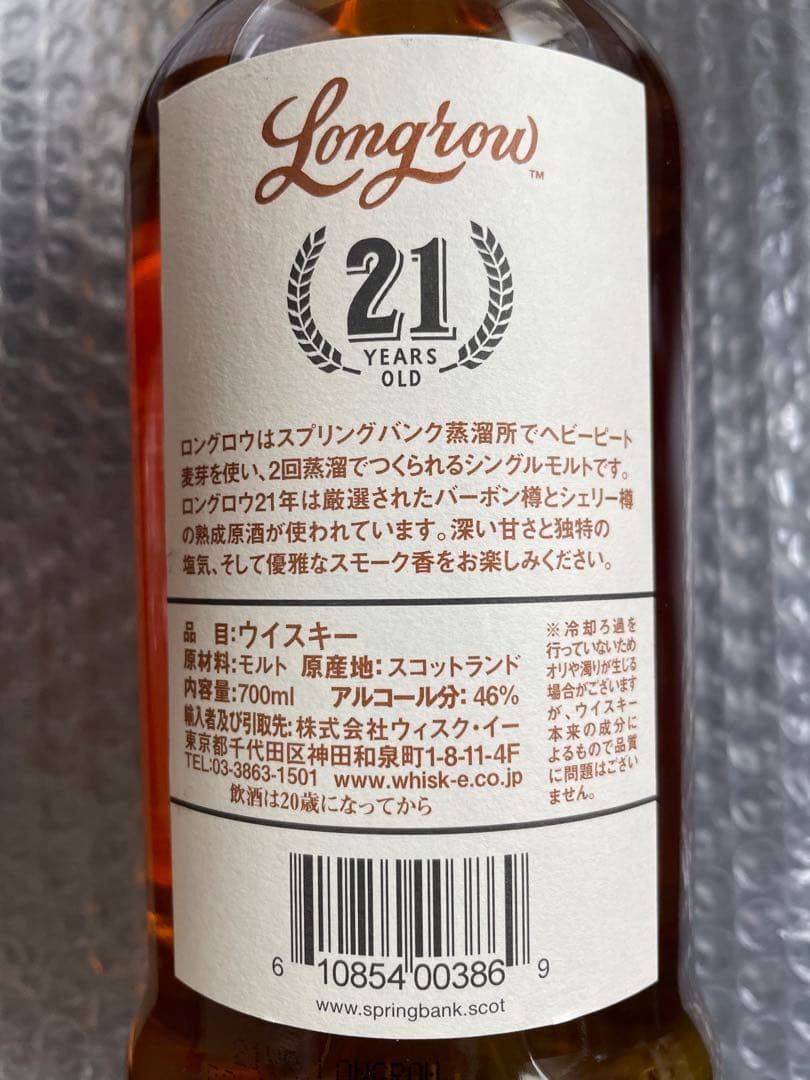 Longrow™
21
YEARS
OLD
ロングロウはスプリングバンク蒸溜所でヘビーピート
麦芽を使い、2回蒸溜でつくられるシングルモルトです。
ロングロウ21年は厳選されたバーボン樽とシェリー樽
の熟成原酒が使われています。深い甘さと独特の
塩気、そして優雅なスモーク香をお楽しみください。
品 目:ウイスキー
原材料:モルト 原産地:スコットランド
内容量:700ml アルコール分:46%
輸入者及び引取先:株式会社ウィスク・イー
東京都千代田区神田和泉町1-8-11-4F
TEL:03-3863-1501 www.whisk-e.co.jp
飲酒は20歳になってから
※冷却ろ過を
行っていないため
オリや濁りが生じる
場合がございます
が、ウイスキー
本来の成分に
よるもので品質
に問題はござい
ません。
6 10854 00386 9
www.springbank.scot
LONGROW